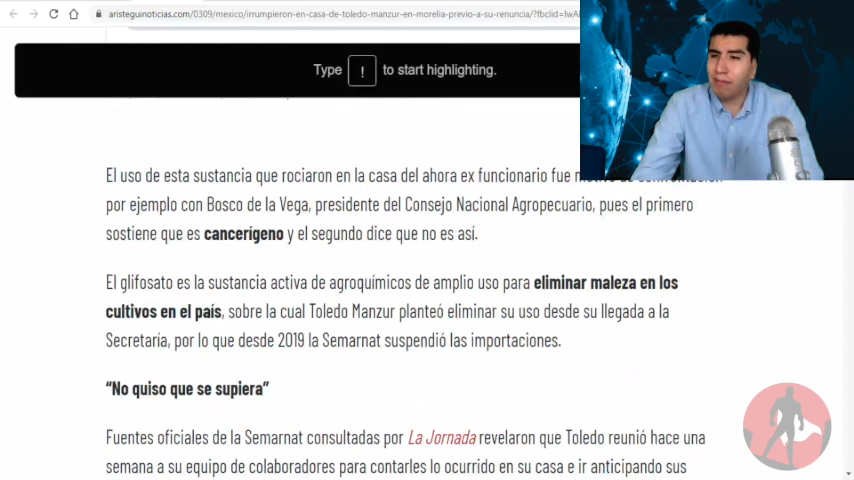 aristeguinoticias.com/0309/mexico/irrumpieron-en-casa-de-toledo-manzur-en-morelia-previo-a-su-renuncia/?fbclid=IwA
Type ! to start highlighting.
El uso de esta sustancia que rociaron en la casa del ahora ex funcionario fue
por ejemplo con Bosco de la Vega, presidente del Consejo Nacional Agropecuario, pues el primero
sostiene que es cancerígeno y el segundo dice que no es así.
El glifosato es la sustancia activa de agroquímicos de amplio uso para eliminar maleza en los
cultivos en el país, sobre la cual Toledo Manzur planteó eliminar su uso desde su llegada a la
Secretaría, por lo que desde 2019 la Semarnat suspendió las importaciones.
“No quiso que se supiera”
Fuentes oficiales de la Semarnat consultadas por La Jornada revelaron que Toledo reunió hace una
semana a su equipo de colaboradores para contarles lo ocurrido en su casa e ir anticipando sus